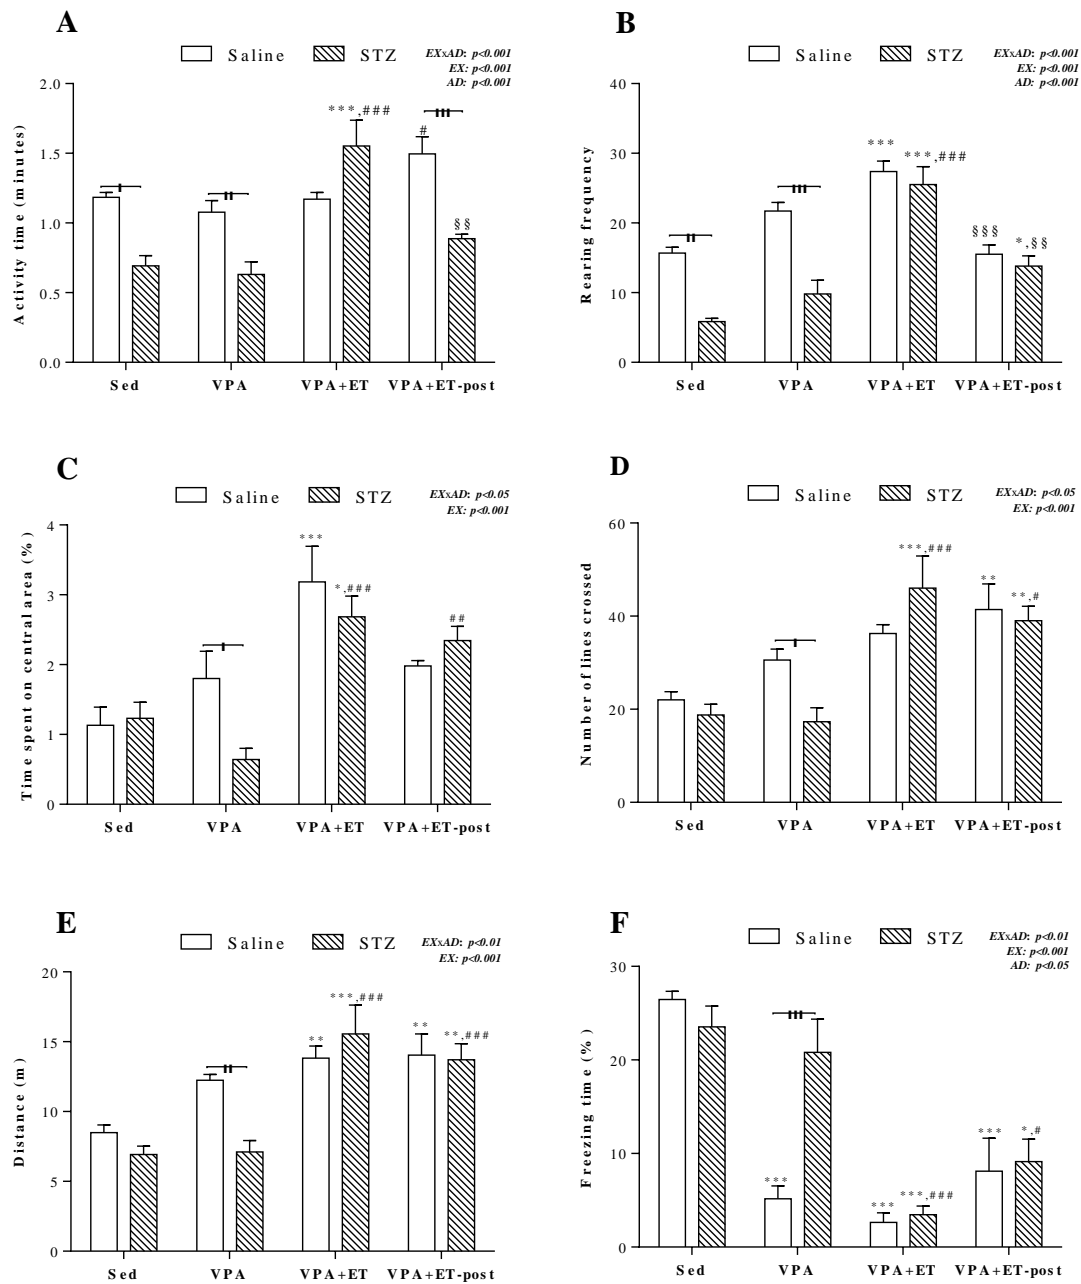 A
Saline STZ
EXxAD: p<0.001
EX: p<0.001
AD: p<0.001
Activity time (minutes)
2.0
1.5
1.0
0.5
0.0
***,###
#
§§
Sed VPA VPA+ET VPA+ET-post
B
Saline STZ
EXxAD: p<0.001
EX: p<0.001
AD: p<0.001
Rearing frequency
40
30
20
10
0
***
***,###
§§§
*,§§
Sed VPA VPA+ET VPA+ET-post
C
Saline STZ
EXxAD: p<0.05
EX: p<0.001
Time spent on central area (%)
4
3
2
1
0
***
*,###
##
Sed VPA VPA+ET VPA+ET-post
D
Saline STZ
EXxAD: p<0.05
EX: p<0.001
Number of lines crossed
60
40
20
0
***,###
**
**,#
Sed VPA VPA+ET VPA+ET-post
E
Saline STZ
EXxAD: p<0.01
EX: p<0.001
Distance (m)
20
15
10
5
0
**
***,###
**
**,###
Sed VPA VPA+ET VPA+ET-post
F
Saline STZ
EXxAD: p<0.01
EX: p<0.001
AD: p<0.05
Freezing time (%)
30
20
10
0
***
***
***,###
***
*,#
Sed VPA VPA+ET VPA+ET-post